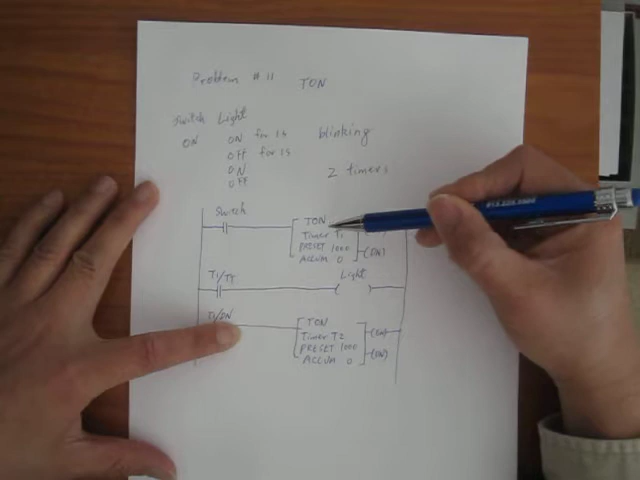 Problem # 11 TON
Switch Light
ON ON for 1s blinking
OFF for 1s
ON 2 timers
OFF
Switch
TON
Timer T1
PRESET 1000
ACCUM 0 (DN)
T1/TT Light
T1/DN
TON (EN)
Timer T2
PRESET 1000 (DN)
ACCUM 0